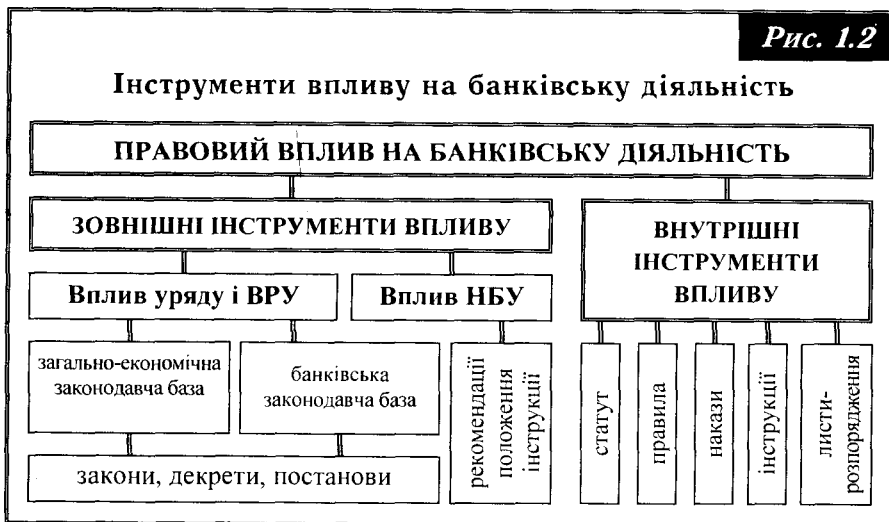 Рис. 1.2
Інструменти впливу на банківську діяльність
ПРАВОВИЙ ВПЛИВ НА БАНКІВСЬКУ ДІЯЛЬНІСТЬ
ЗОВНІШНІ ІНСТРУМЕНТИ ВПЛИВУ
ВНУТРІШНІ
ІНСТРУМЕНТИ
ВПЛИВУ
Вплив уряду і ВРУ
Вплив НБУ
загально-економічна
законодавча база
банківська
законодавча база
закони, декрети, постанови
рекомендації
положення
інструкції
статут
правила
накази
інструкції
листи-
розпорядження